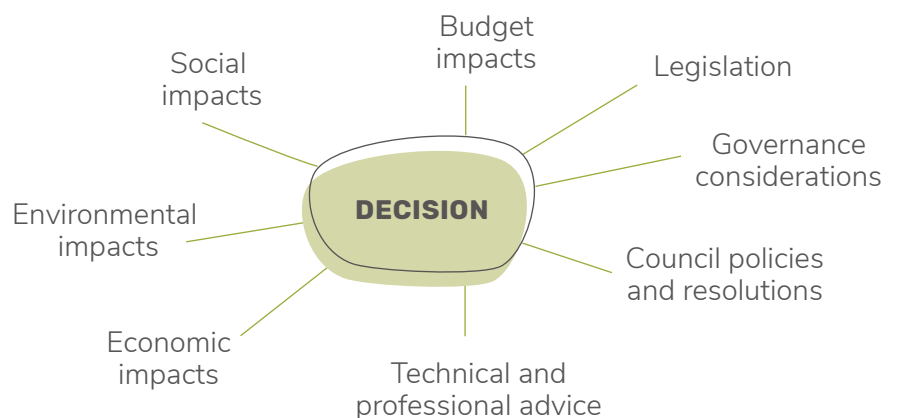 Budget
impacts
Social
impacts
Legislation
Governance
considerations
DECISION
Environmental
impacts
Council policies
and resolutions
Economic
impacts
Technical and
professional advice